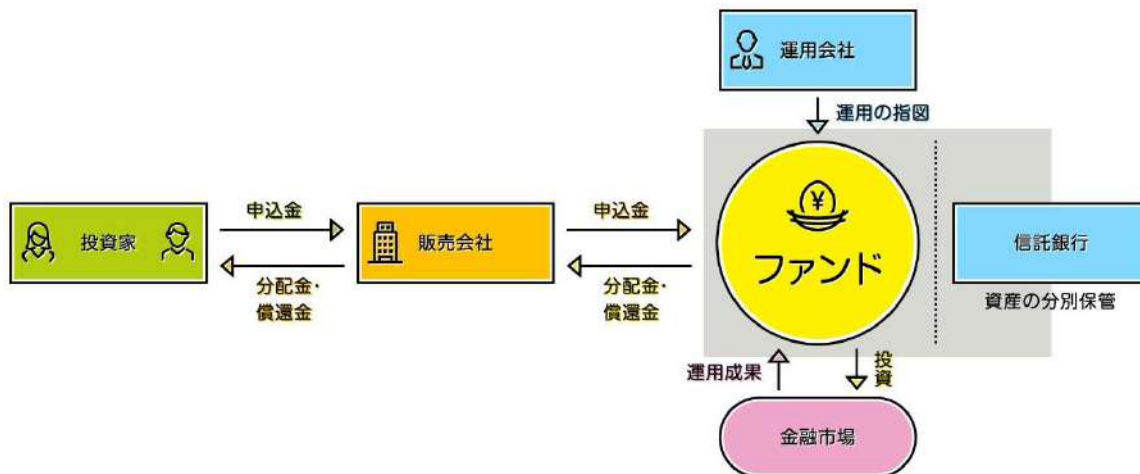 運用会社
運用の指図
投資家
申込金
分配金・
償還金
販売会社
申込金
分配金・
償還金
¥
ファンド
信託銀行
資産の分別保管
運用成果
投資
金融市場